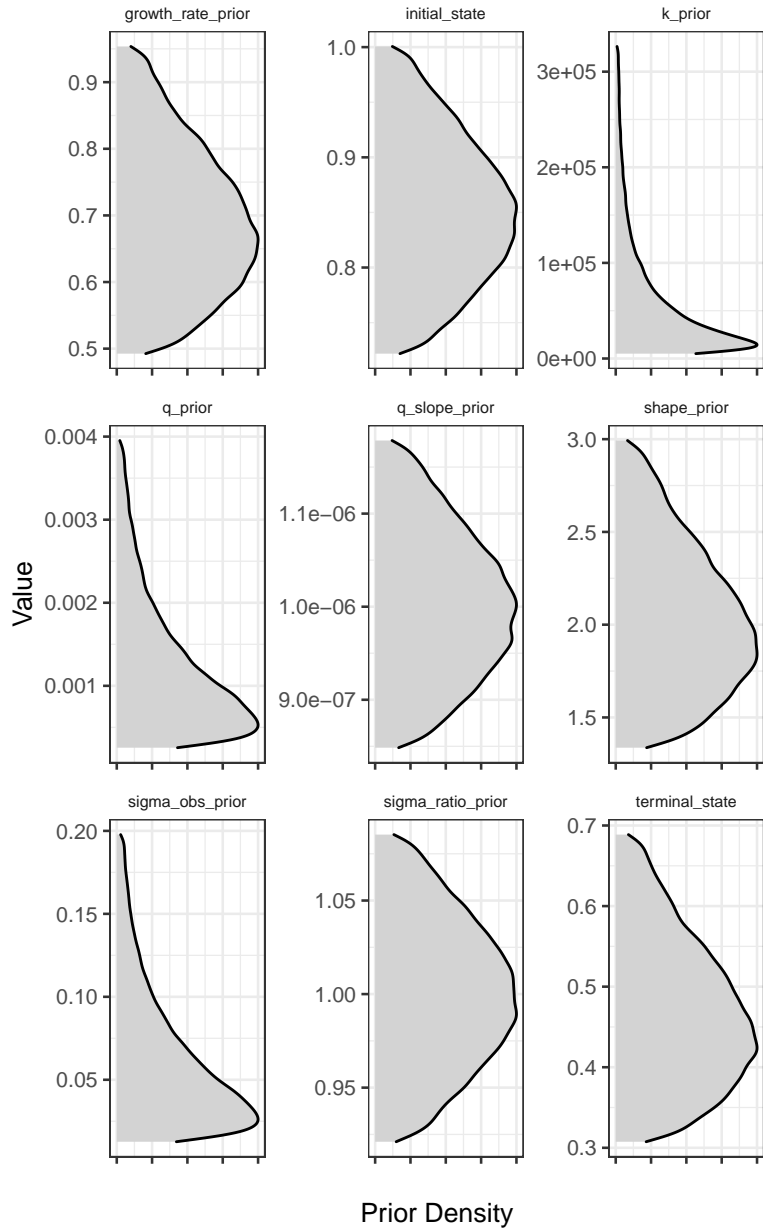 growth_rate_prior
initial_state
k_prior
0.9
0.8
0.7
0.6
0.5
1.0
0.9
0.8
3e+05
2e+05
1e+05
0e+00
q_prior
q_slope_prior
shape_prior
0.004
0.003
0.002
0.001
1.1e−06
1.0e−06
9.0e−07
3.0
2.5
2.0
1.5
Value
sigma_obs_prior
sigma_ratio_prior
terminal_state
0.20
0.15
0.10
0.05
1.05
1.00
0.95
0.7
0.6
0.5
0.4
0.3
Prior Density